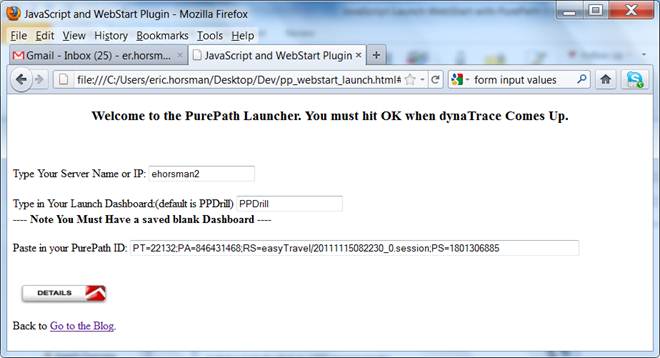 JavaScript and WebStart Plugin - Mozilla Firefox
File Edit View History Bookmarks Tools Help
Gmail - Inbox (55) - er.horsm... × JavaScript and WebStart Plugin × +
file:///C:/Users/eric.horsman/Desktop/Dev/pp_webstart_launch.html# form input values
Welcome to the PurePath Launcher. You must hit OK when dynaTrace Comes Up.
Type Your Server Name or IP: ehorsman2
Type in Your Launch Dashboard:(default is PPDrill) PPDrill
---- Note You Must Have a saved blank Dashboard ----
Paste in your PurePath ID: PT=22132;PA=846431468;RS=easyTravel/20111115082230_0.session;PS=1801306885
DETAILS
Back to Go to the Blog.